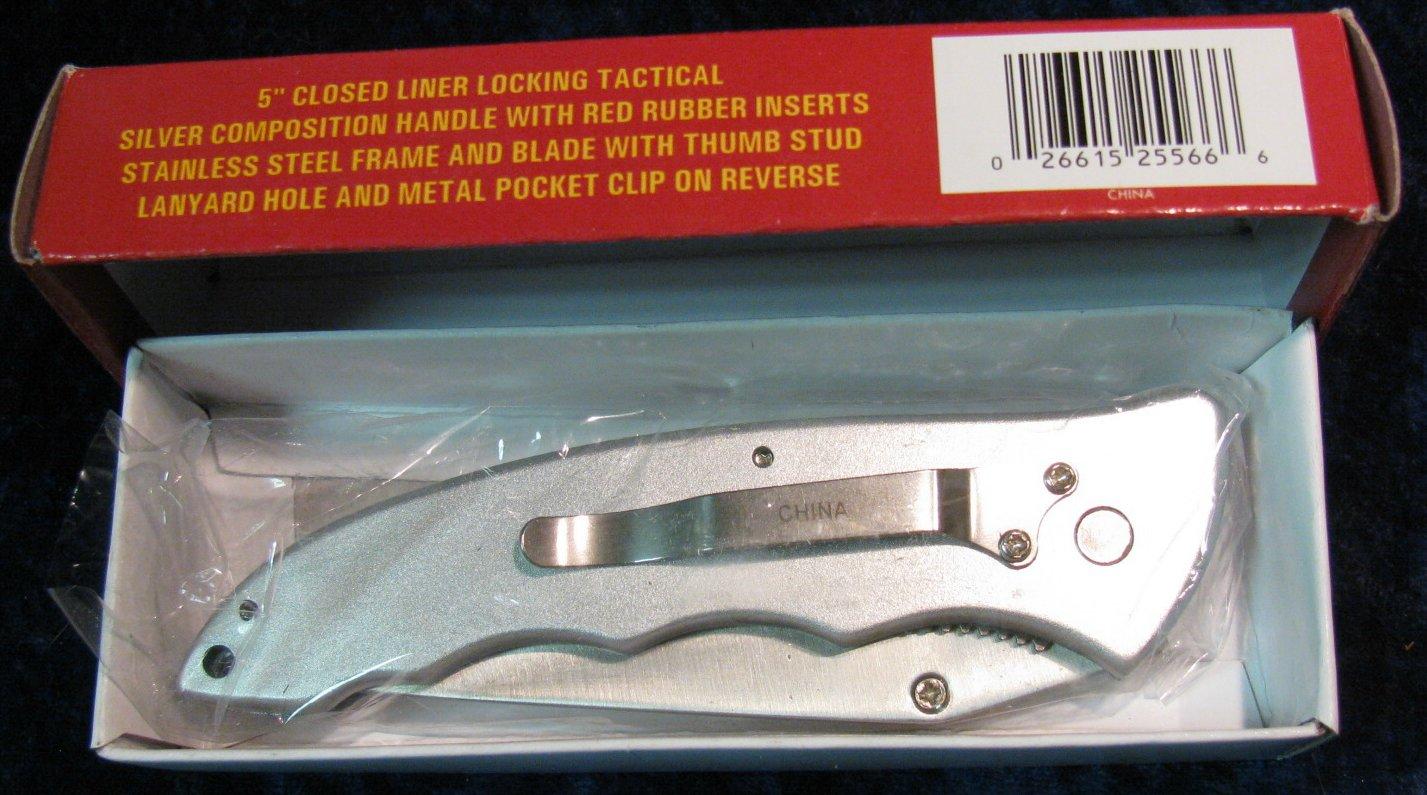 5" CLOSED LINER LOCKING TACTICAL
SILVER COMPOSITION HANDLE WITH RED RUBBER INSERTS
STAINLESS STEEL FRAME AND BLADE WITH THUMB STUD
LANYARD HOLE AND METAL POCKET CLIP ON REVERSE
0 26615 25566 6
CHINA
CHINA